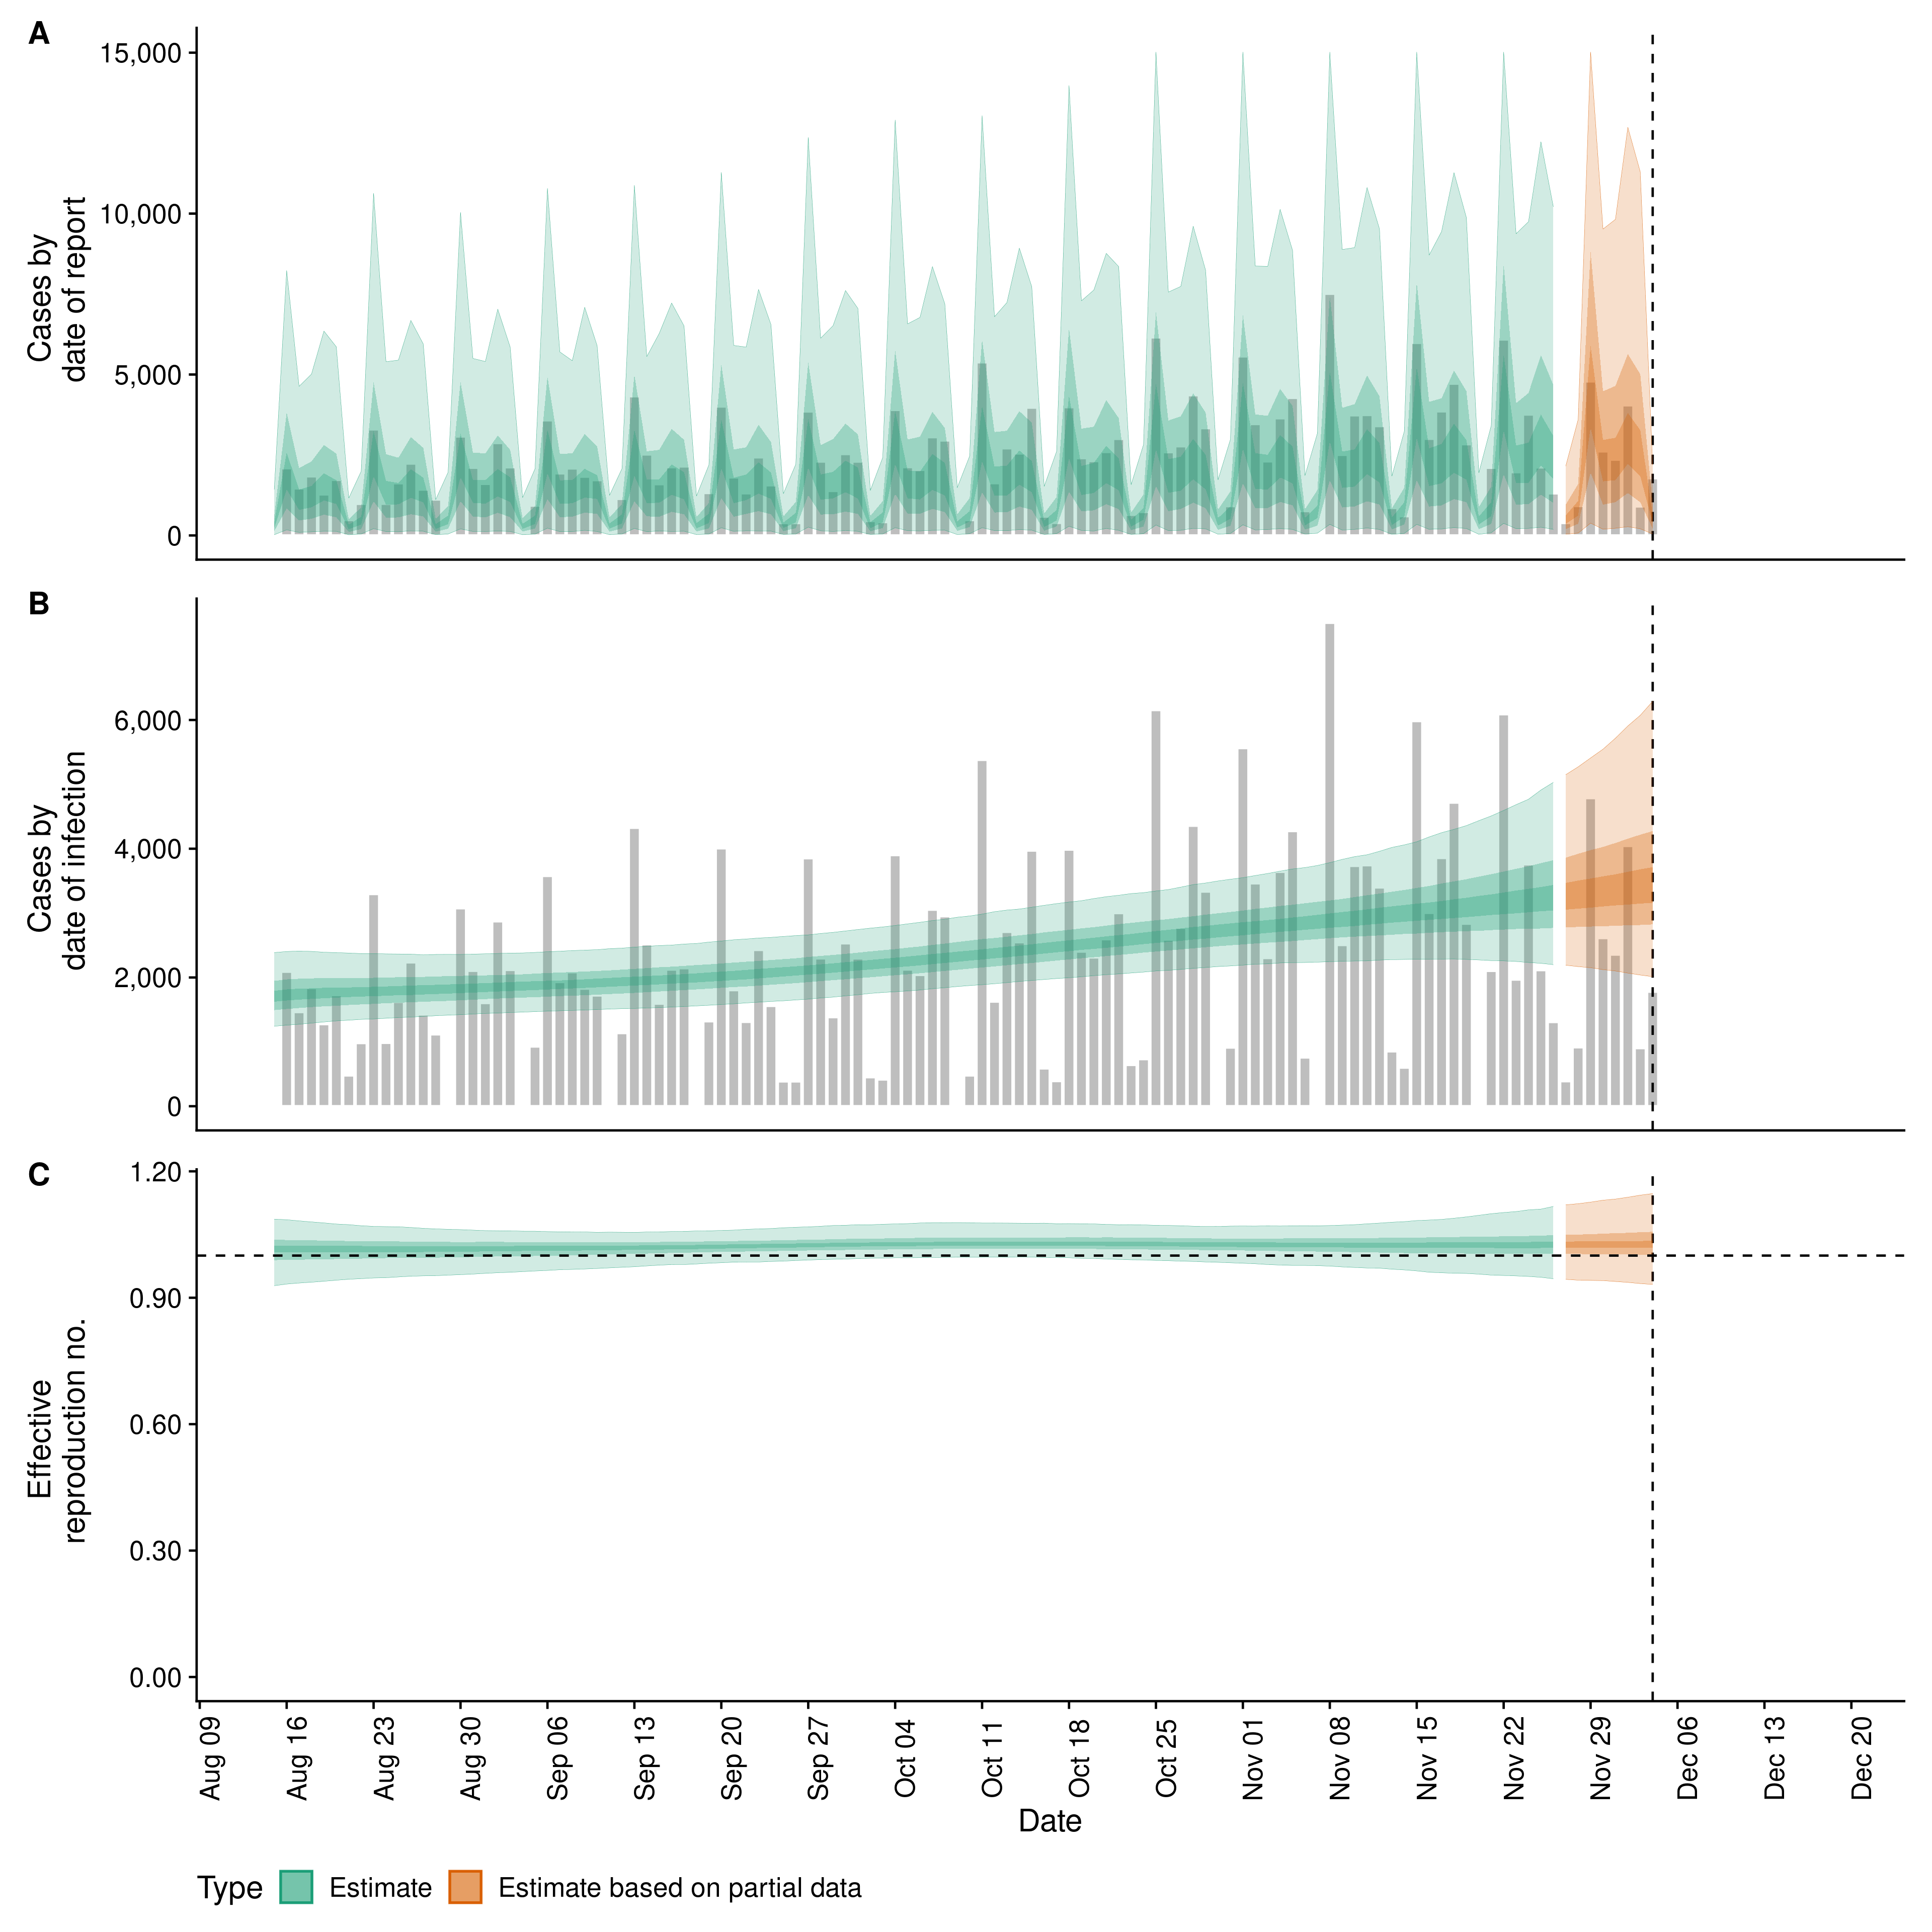 A
Cases by
date of report
15,000
10,000
5,000
0
B
Cases by
date of infection
6,000
4,000
2,000
0
C
Effective
reproduction no.
1.20
0.90
0.60
0.30
0.00
Aug 09
Aug 16
Aug 23
Aug 30
Sep 06
Sep 13
Sep 20
Sep 27
Oct 04
Oct 11
Oct 18
Oct 25
Nov 01
Nov 08
Nov 15
Nov 22
Nov 29
Dec 06
Dec 13
Dec 20
Date
Type Estimate Estimate based on partial data